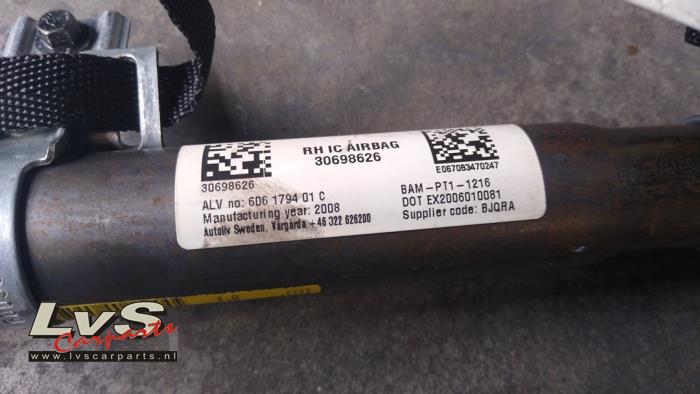 RH IC AIRBAG
30698626
30698626
ALV no: 606 1794 01 C
Manufacturing year: 2008
Autoliv Sweden, Vårgårda +46 322 626200
E067083470247
BAM-PT1-1216
DOT EX2006010081
Supplier code: BJQRA
LvS
Carparts
www.lvscarparts.nl